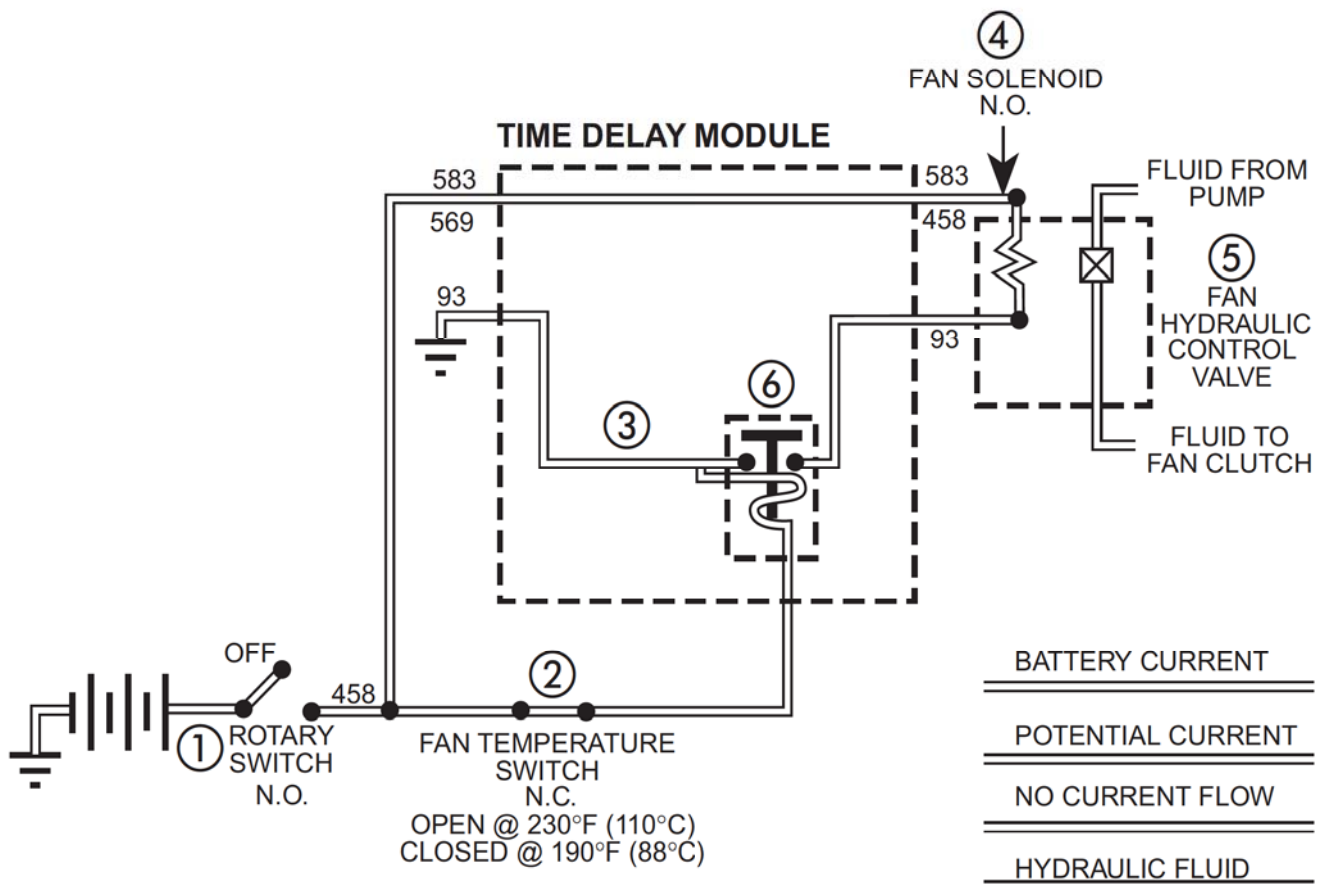 ④
FAN SOLENOID
N.O.
TIME DELAY MODULE
583
569
583
458
FLUID FROM
PUMP
⑤
FAN
HYDRAULIC
CONTROL
VALVE
93
93
⑥
③
FLUID TO
FAN CLUTCH
OFF
458
②
①
ROTARY
SWITCH
N.O.
FAN TEMPERATURE
SWITCH
N.C.
OPEN @ 230°F (110°C)
CLOSED @ 190°F (88°C)
BATTERY CURRENT
POTENTIAL CURRENT
NO CURRENT FLOW
HYDRAULIC FLUID